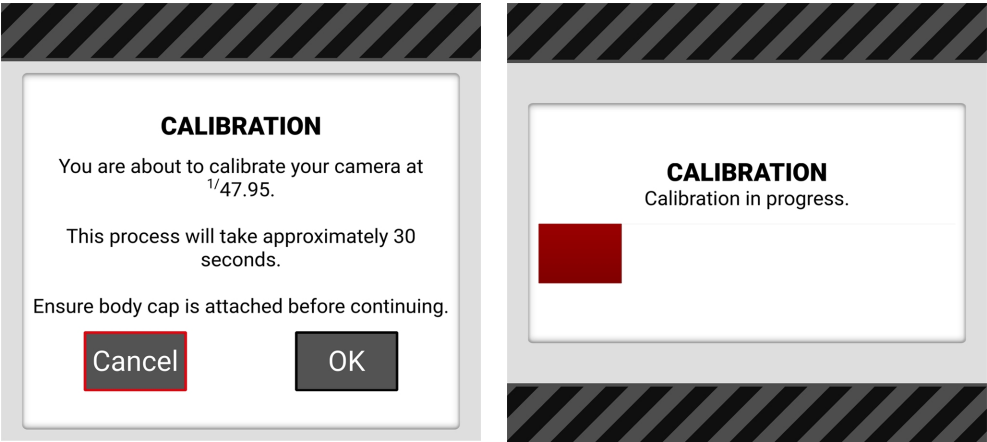 CALIBRATION
You are about to calibrate your camera at
1/47.95.
This process will take approximately 30
seconds.
Ensure body cap is attached before continuing.
Cancel
OK
CALIBRATION
Calibration in progress.